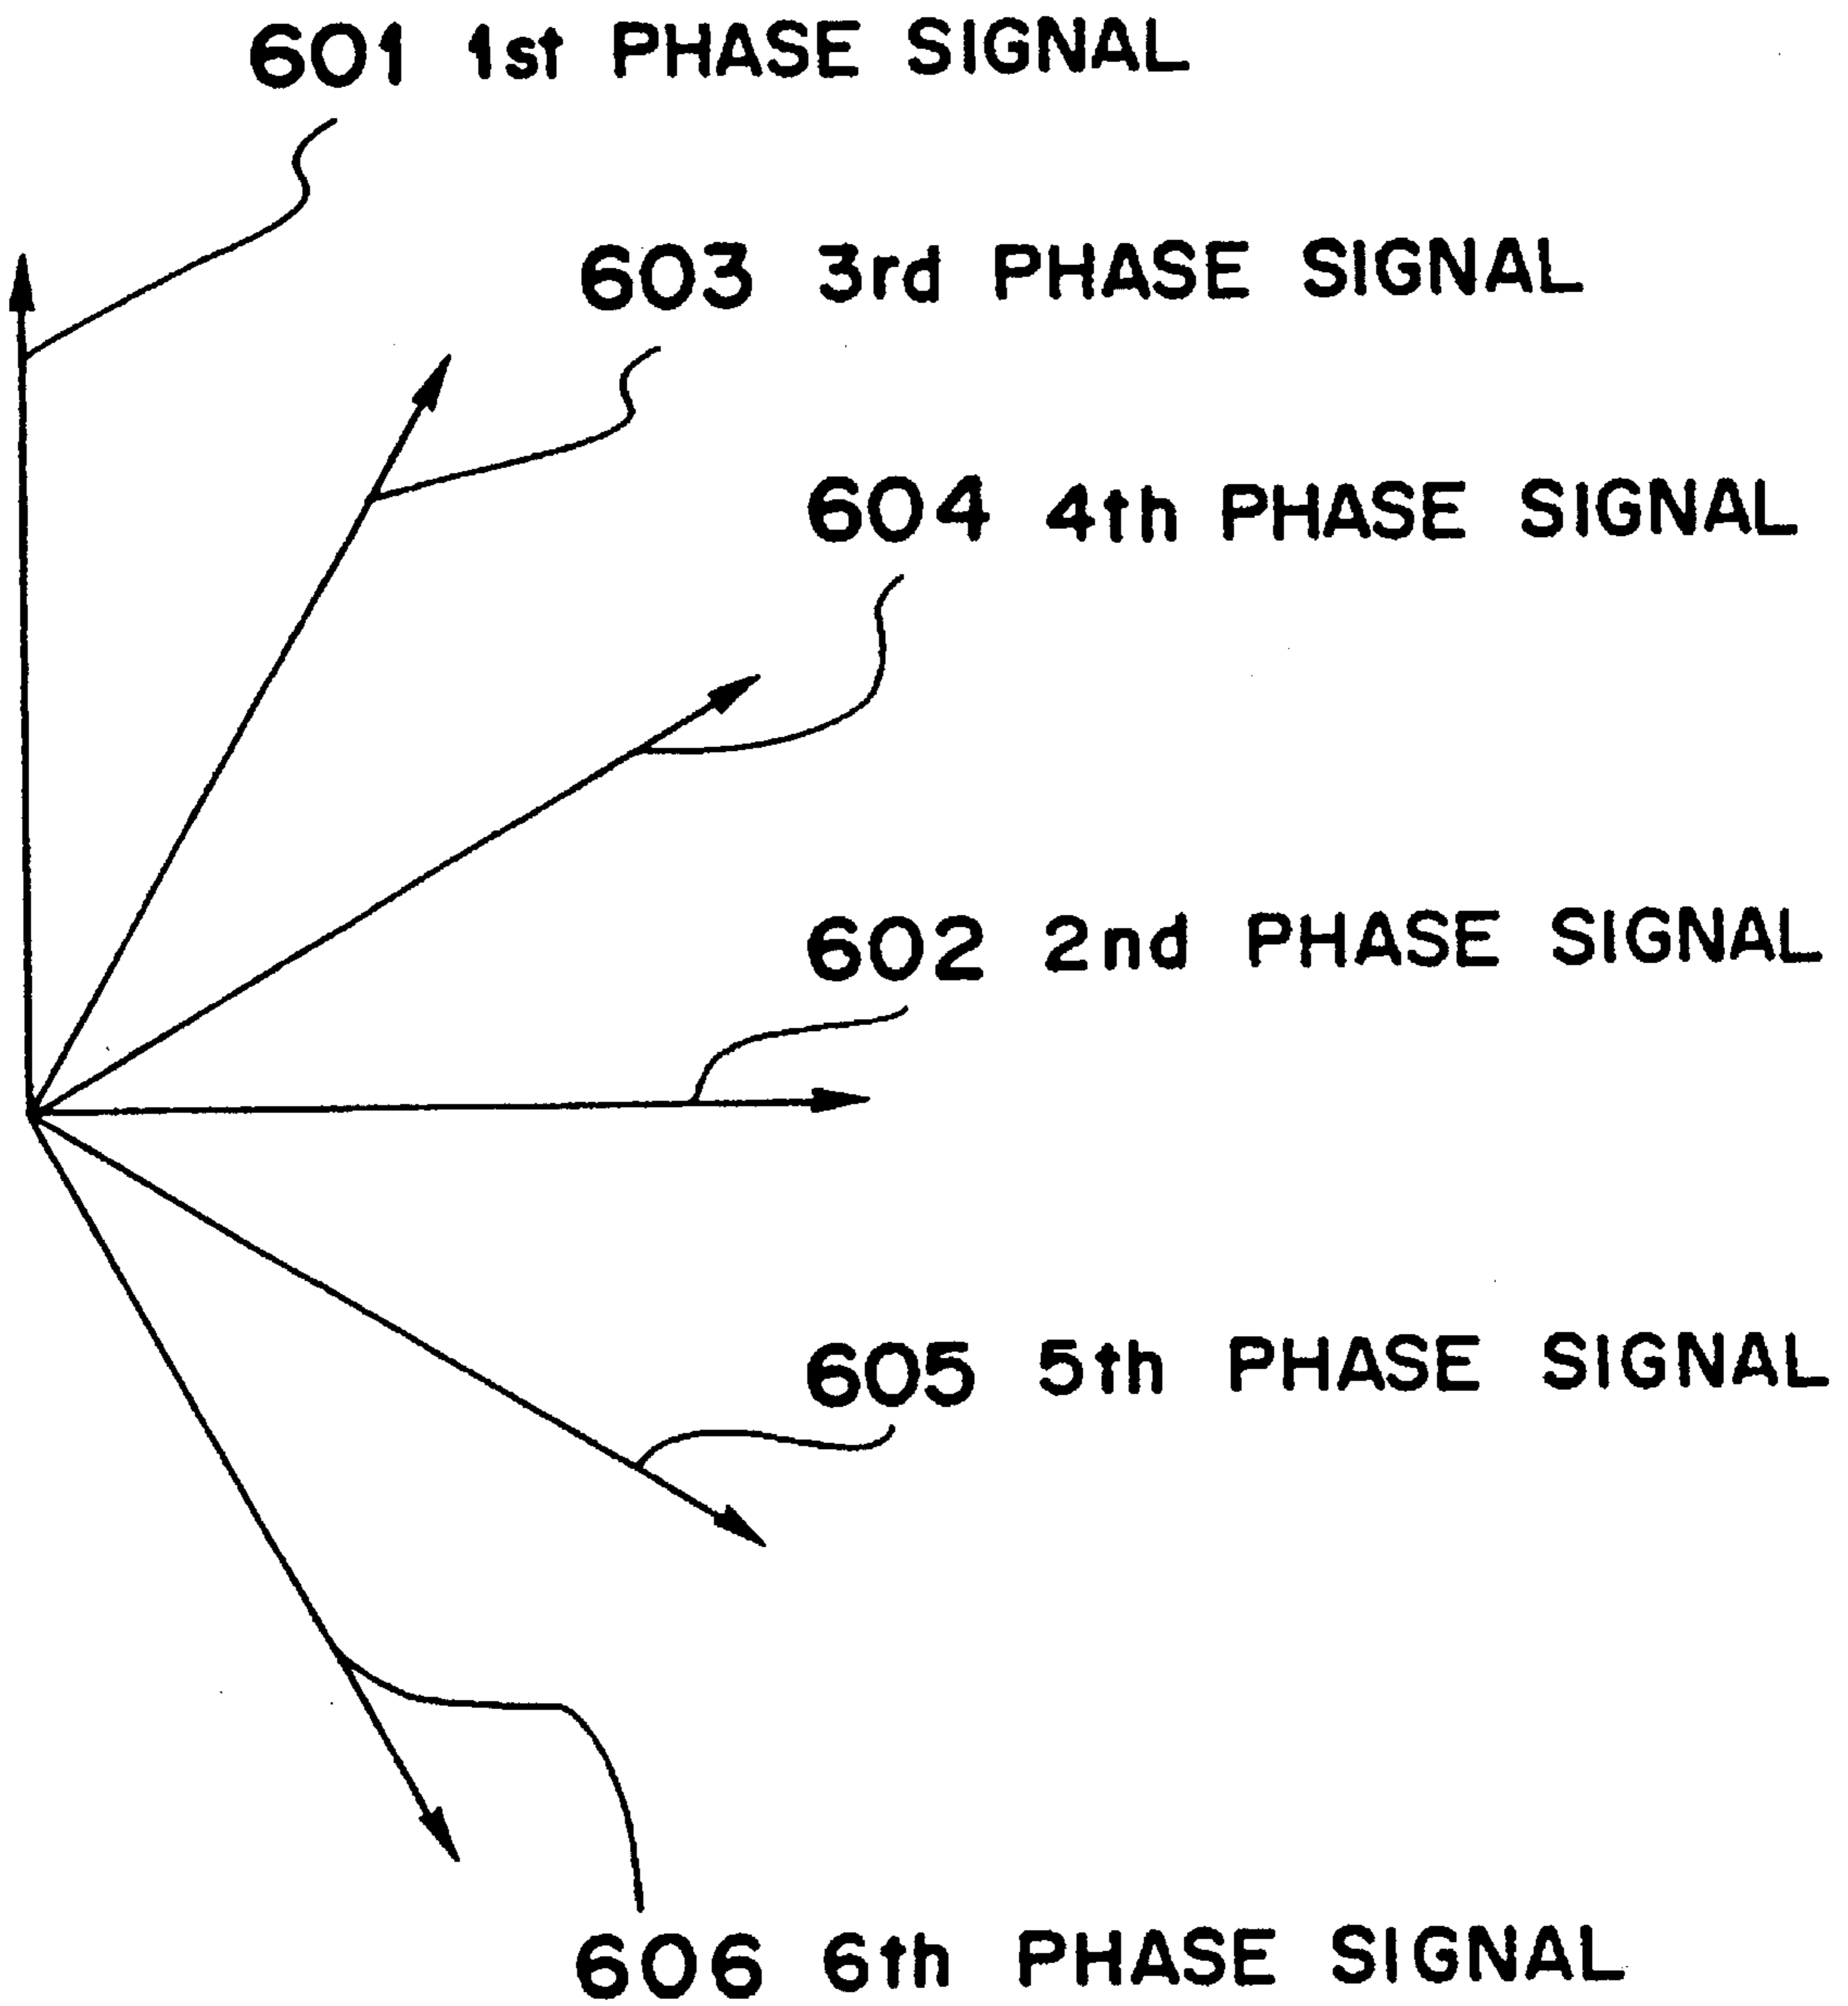 601 1st PHASE SIGNAL
603 3rd PHASE SIGNAL
604 4th PHASE SIGNAL
602 2nd PHASE SIGNAL
605 5th PHASE SIGNAL
606 6th PHASE SIGNAL